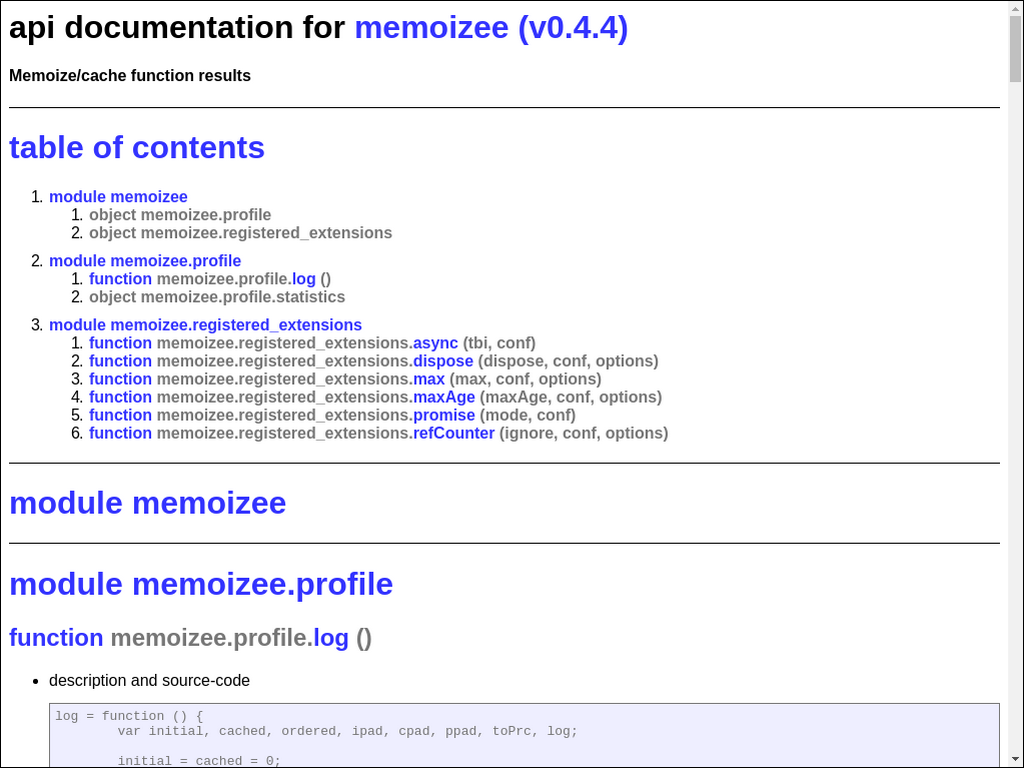 api documentation for memoizee (v0.4.4)
Memoize/cache function results
table of contents
1. module memoizee
1. object memoizee.profile
2. object memoizee.registered_extensions
2. module memoizee.profile
1. function memoizee.profile.log ()
2. object memoizee.profile.statistics
3. module memoizee.registered_extensions
1. function memoizee.registered_extensions.async (tbi, conf)
2. function memoizee.registered_extensions.dispose (dispose, conf, options)
3. function memoizee.registered_extensions.max (max, conf, options)
4. function memoizee.registered_extensions.maxAge (maxAge, conf, options)
5. function memoizee.registered_extensions.promise (mode, conf)
6. function memoizee.registered_extensions.refCounter (ignore, conf, options)
module memoizee
module memoizee.profile
function memoizee.profile.log ()
• description and source-code
log = function () {
var initial, cached, ordered, ipad, cpad, ppad, toPrc, log;
initial = cached = 0;